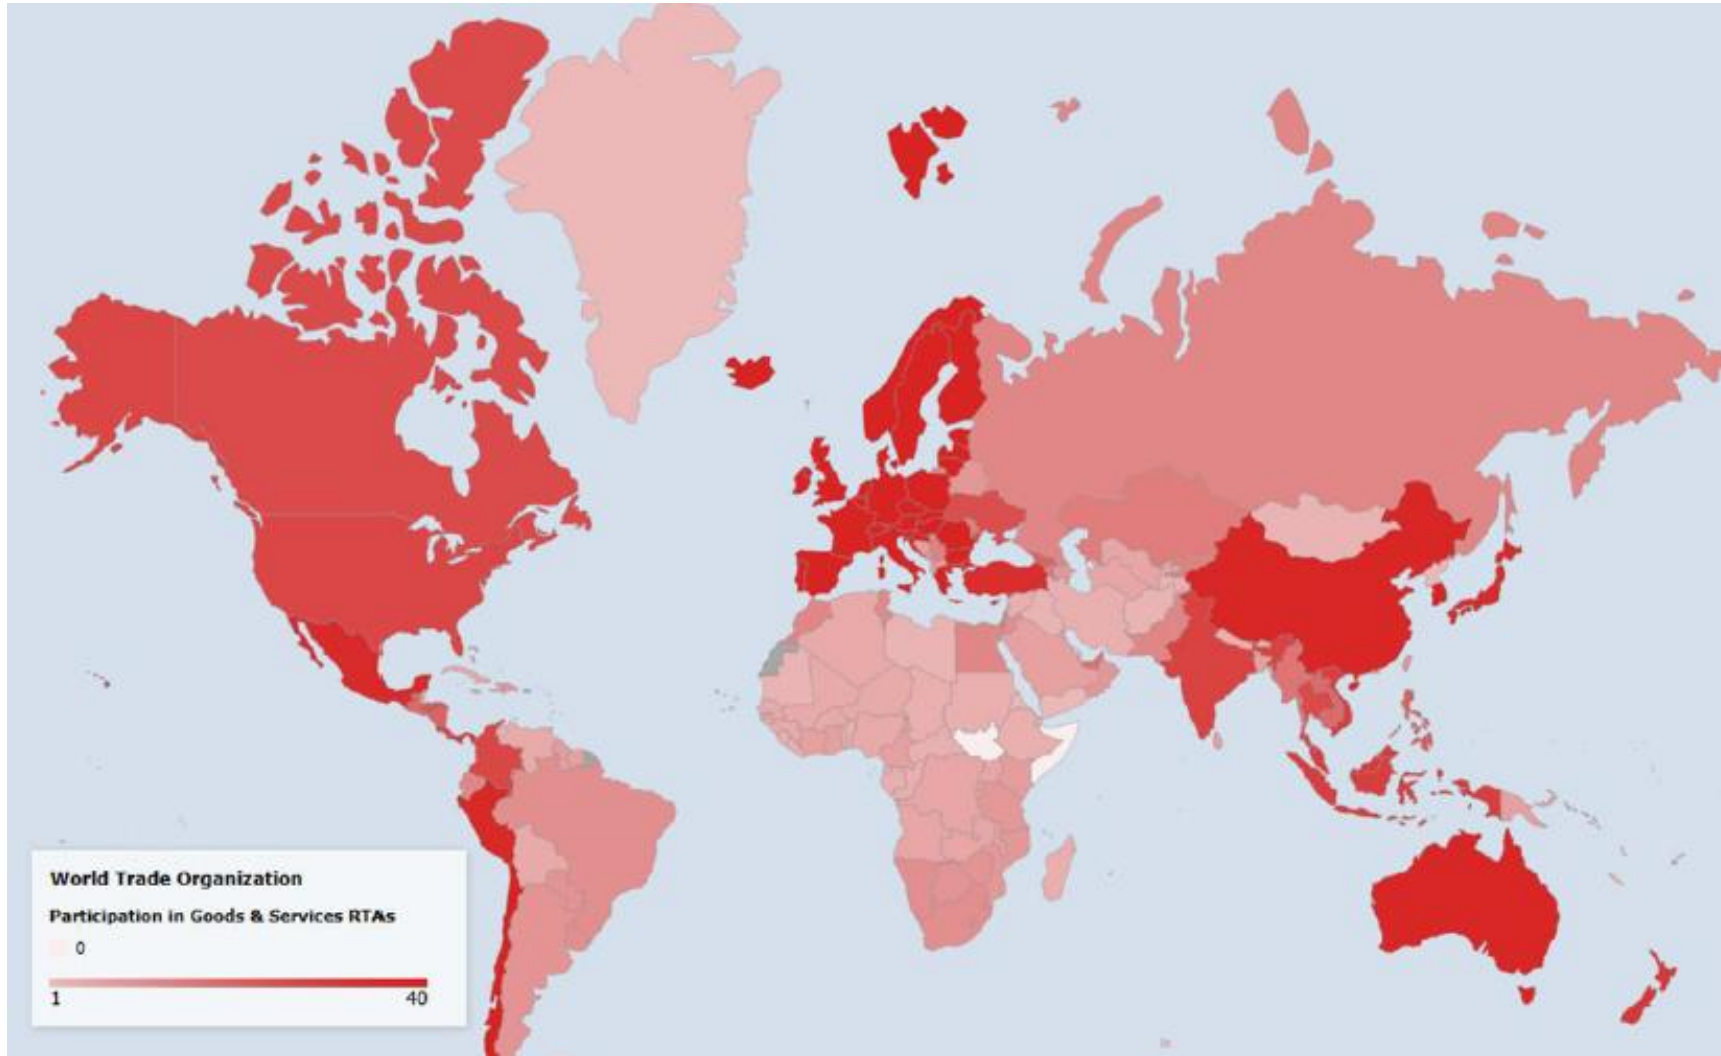 World Trade Organization
Participation in Goods & Services RTAs
0
1 40